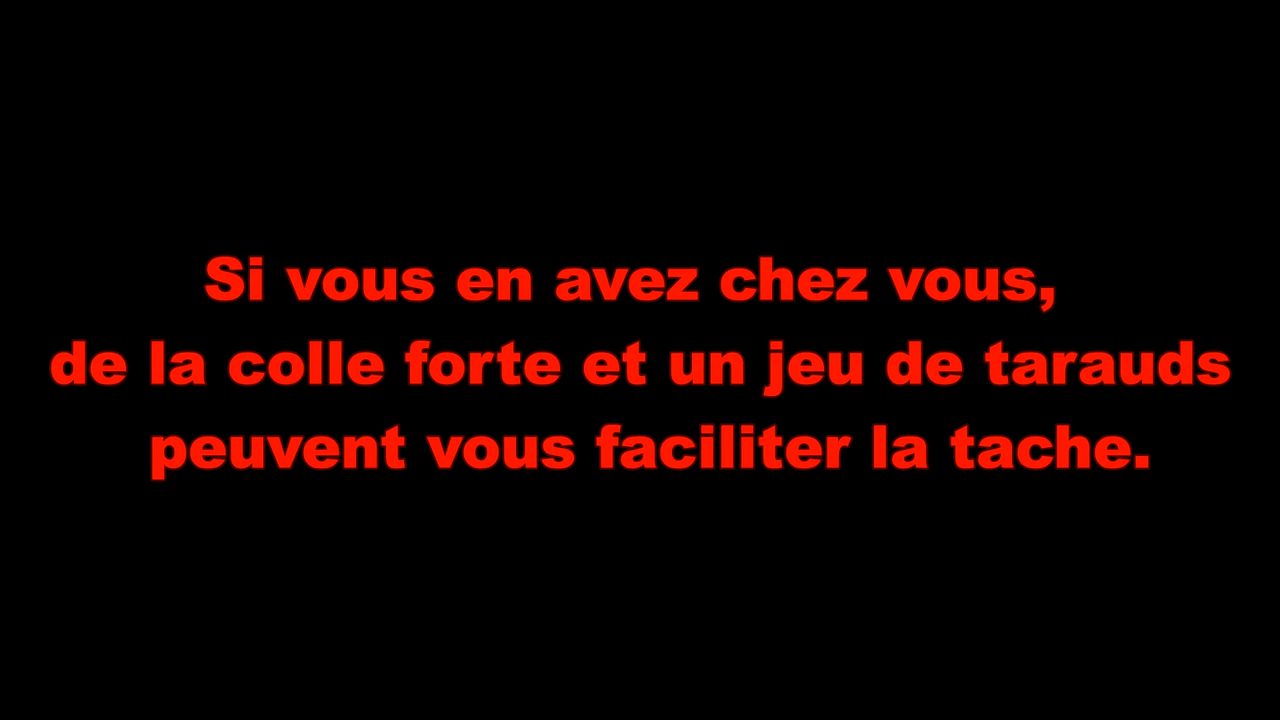 Si vous en avez chez vous,
de la colle forte et un jeu de tarauds
peuvent vous faciliter la tache.